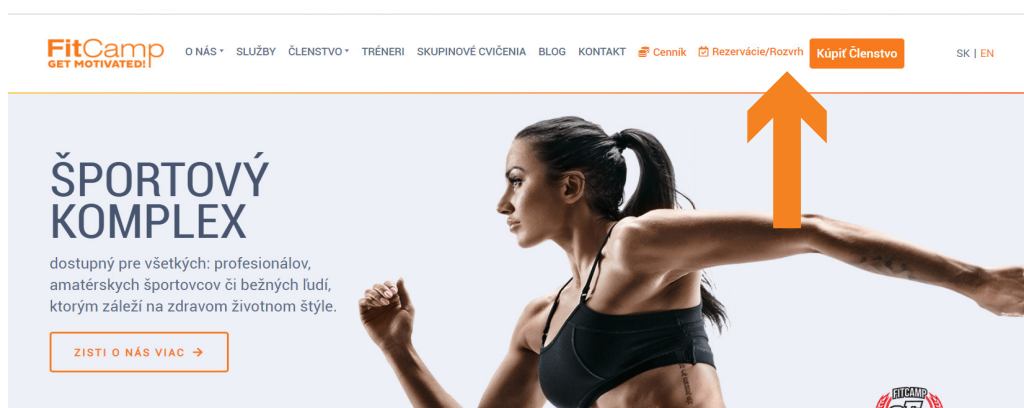 FitCamp
GET MOTIVATED!
O NÁS SLUŽBY ČLENSTVO TRÉNERI SKUPINOVÉ CVIČENIA BLOG KONTAKT Cenník Rezervácie/Rozvrh Kúpiť Členstvo SK | EN
ŠPORTOVÝ
KOMPLEX
dostupný pre všetkých: profesionálov,
amatérskych športovcov či bežných ľudí,
ktorým záleží na zdravom životnom štýle.
ZISTI O NÁS VIAC →
FITCAMP